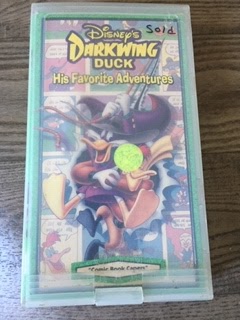 Disney's
Sold
DARKWING
DUCK
His Favorite Adventures
"Comic Book Capers"